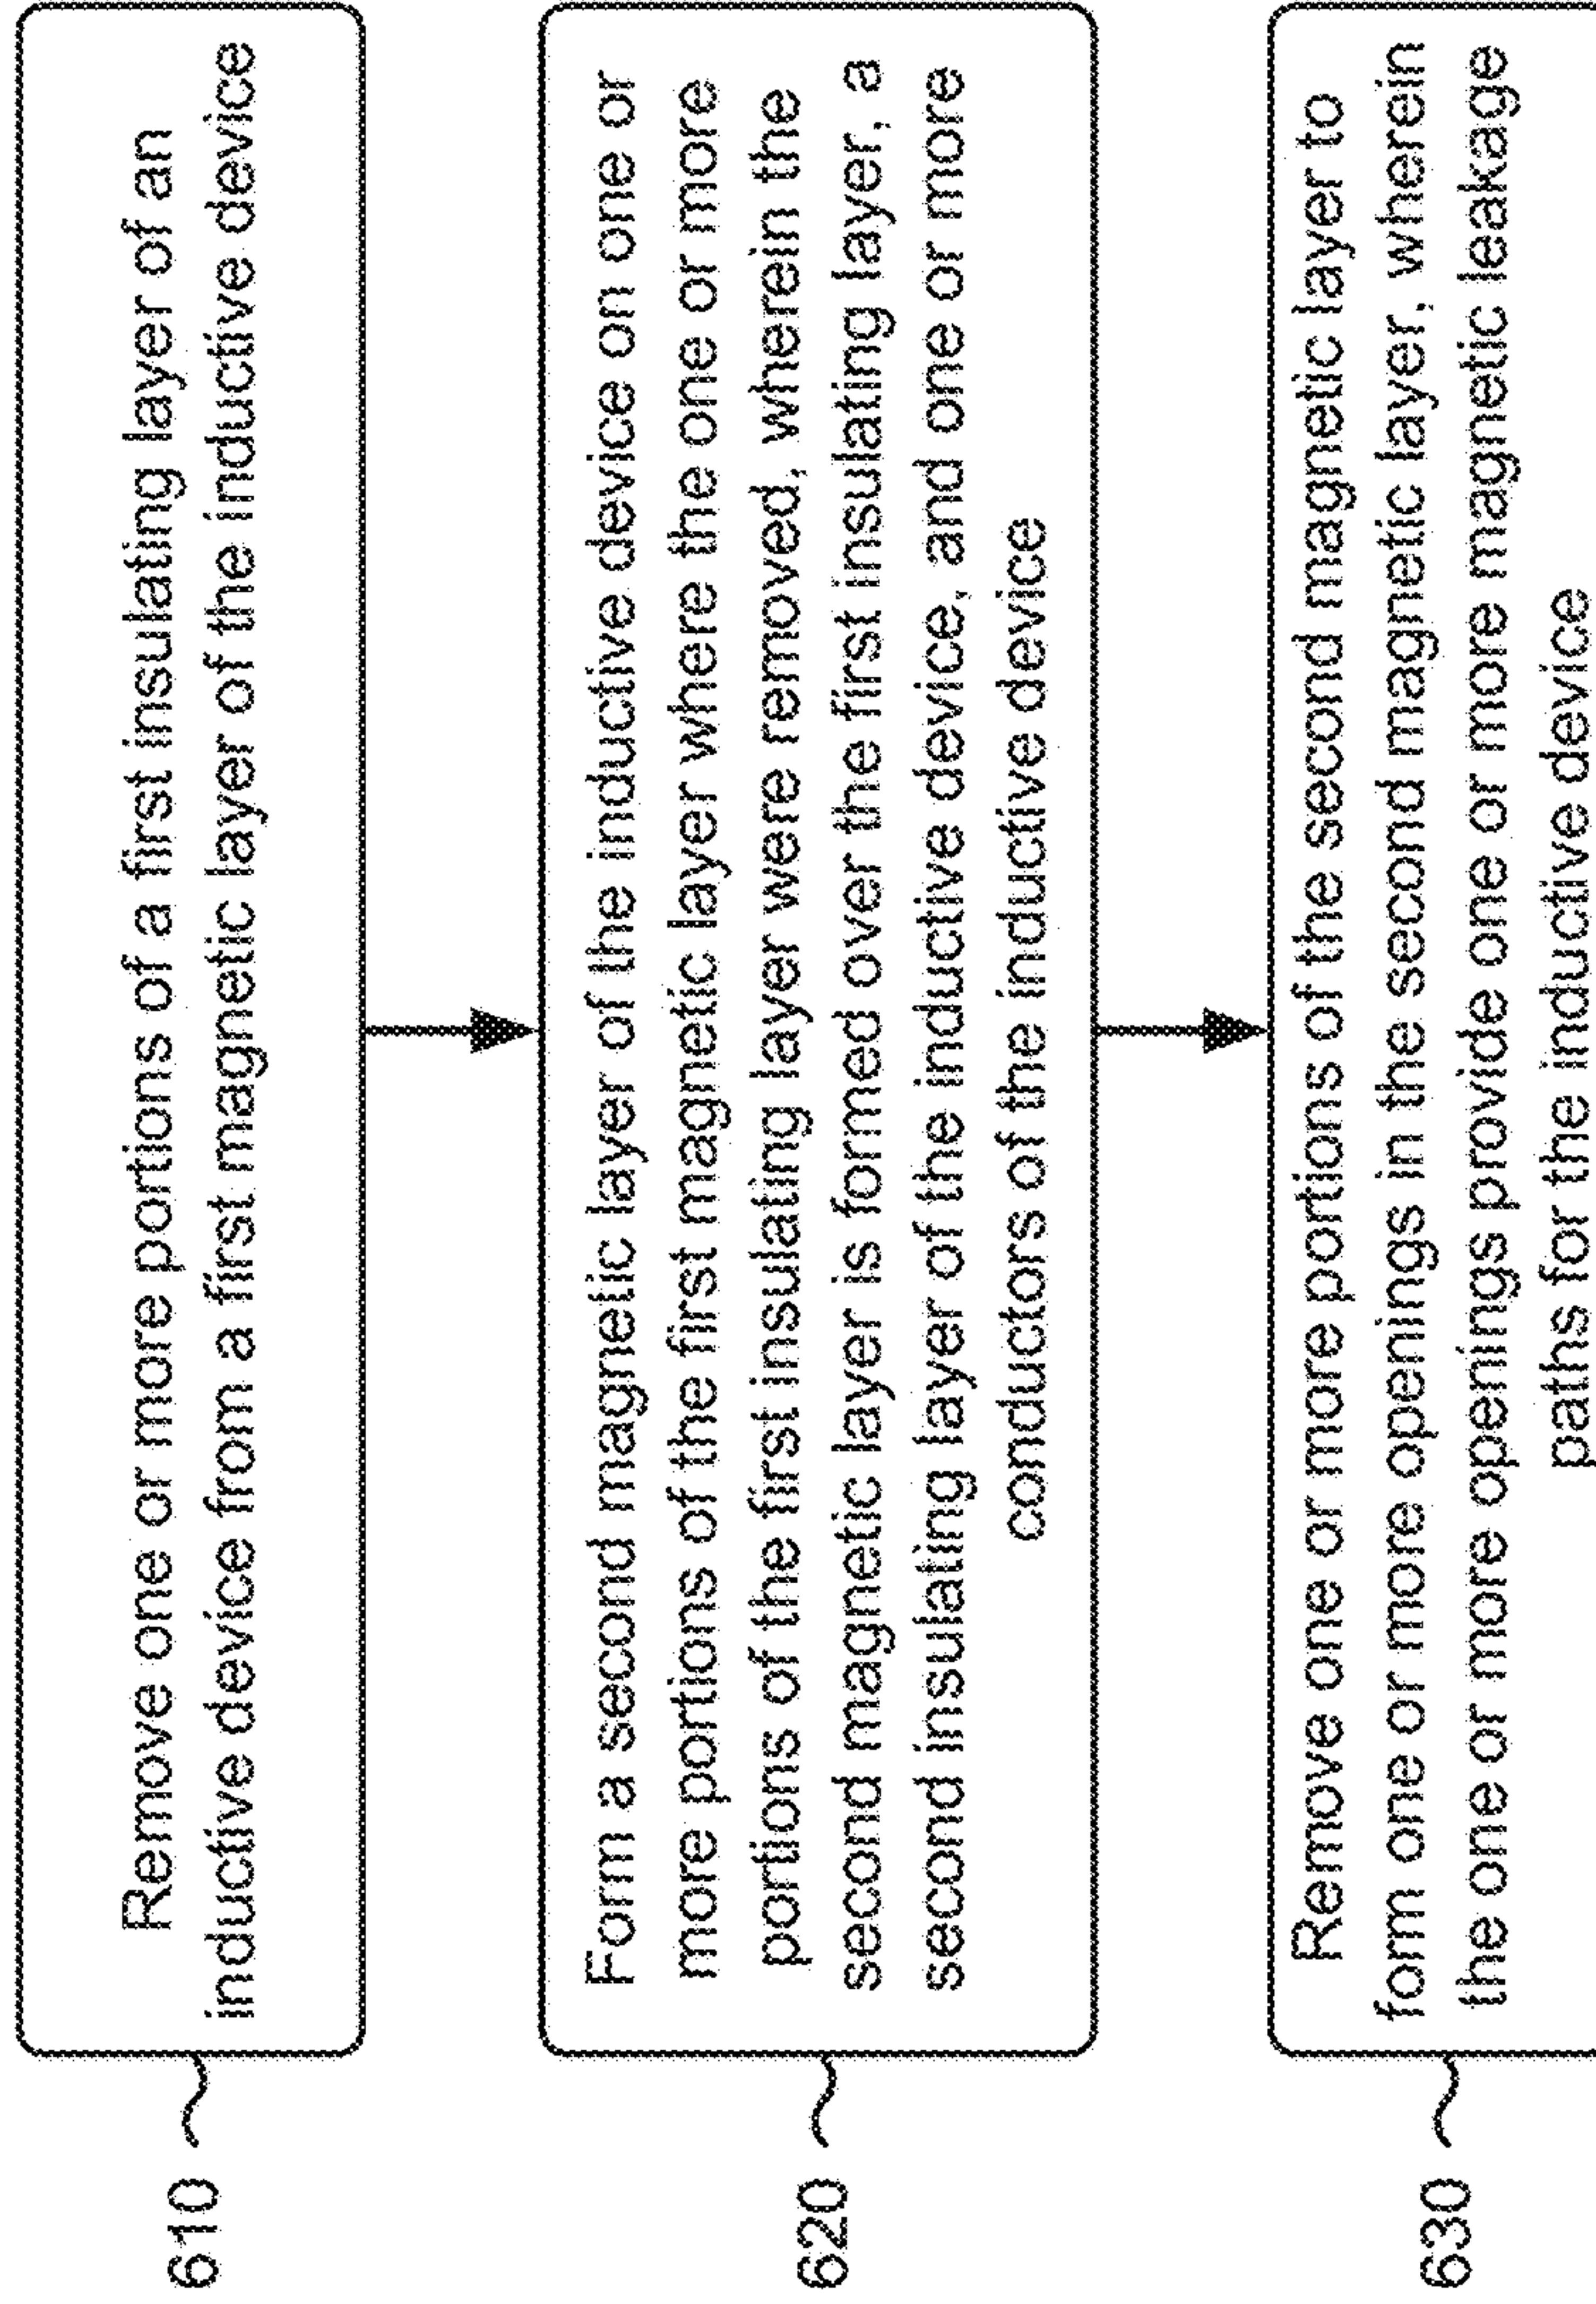 610
Remove one or more portions of a first insulating layer of an
inductive device from a first magnetic layer of the inductive device
620
Form a second magnetic layer of the inductive device on one or
more portions of the first magnetic layer where the one or more
portions of the first insulating layer were removed, wherein the
second magnetic layer is formed over the first insulating layer, a
second insulating layer of the inductive device, and one or more
conductors of the inductive device
630
Remove one or more portions of the second magnetic layer to
form one or more openings in the second magnetic layer, wherein
the one or more openings provide one or more magnetic leakage
paths for the inductive device